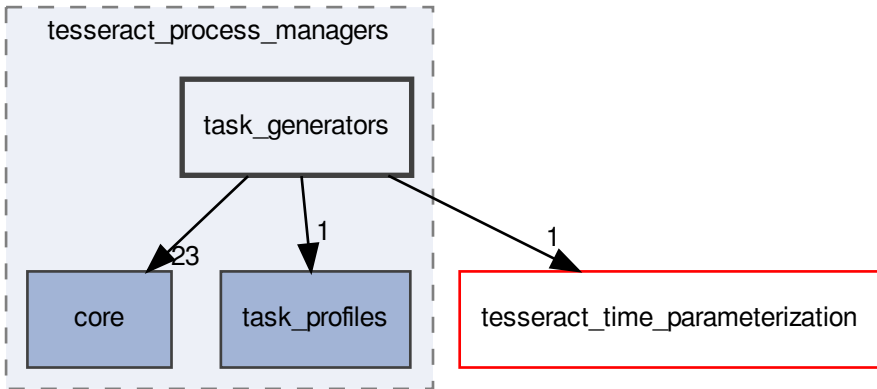 tesseract_process_managers
task_generators
1
1
23
core
task_profiles
tesseract_time_parameterization